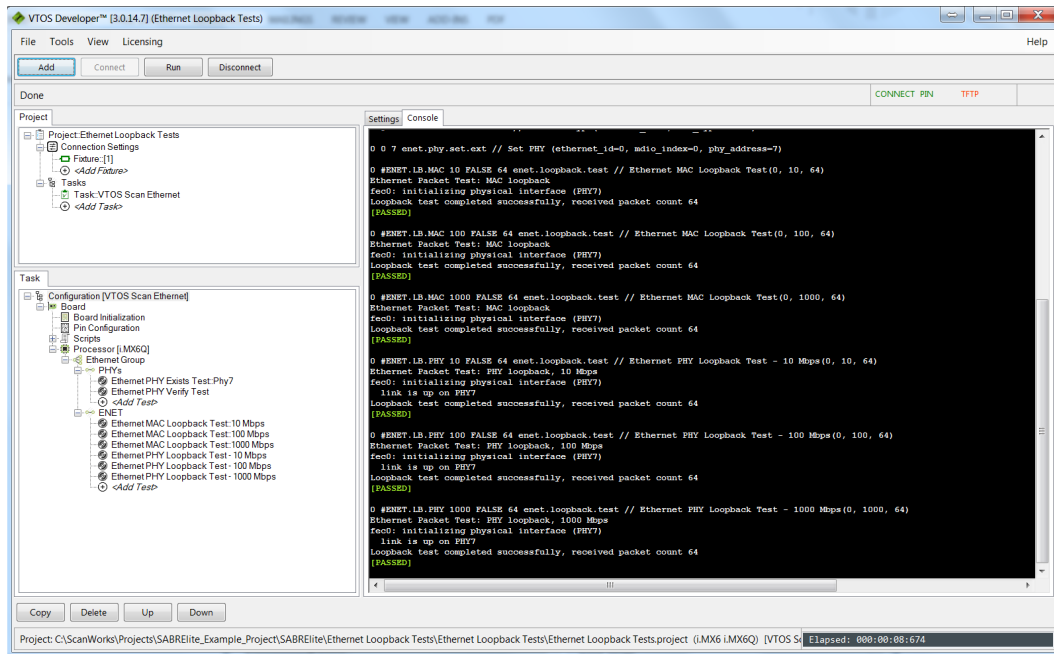 VTOS Developer™ [3.0.14.7] (Ethernet Loopback Tests)
File Tools View Licensing Help
Add Connect Run Disconnect
Done CONNECT PIN TFTP
Project
Project:Ethernet Loopback Tests
Connection Settings
Fixture::[1]
<Add Fixture>
Tasks
Task:VTOS Scan Ethernet
<Add Task>
Task
Configuration [VTOS Scan Ethernet]
Board
Board Initialization
Pin Configuration
Scripts
Processor [i.MX6Q]
Ethernet Group
PHYs
Ethernet PHY Exists Test::Phy7
Ethernet PHY Verify Test
<Add Test>
ENET
Ethernet MAC Loopback Test:10 Mbps
Ethernet MAC Loopback Test:100 Mbps
Ethernet MAC Loopback Test:1000 Mbps
Ethernet PHY Loopback Test - 10 Mbps
Ethernet PHY Loopback Test - 100 Mbps
Ethernet PHY Loopback Test - 1000 Mbps
<Add Test>
Settings Console
0 0 7 enet.phy.set.ext // Set PHY (ethernet_id=0, mdio_index=0, phy_address=7)
0 #ENET.LB.MAC 10 FALSE 64 enet.loopback.test // Ethernet MAC Loopback Test(0, 10, 64)
Ethernet Packet Test: MAC loopback
fec0: initializing physical interface (PHY7)
Loopback test completed successfully, received packet count 64
[PASSED]
0 #ENET.LB.MAC 100 FALSE 64 enet.loopback.test // Ethernet MAC Loopback Test(0, 100, 64)
Ethernet Packet Test: MAC loopback
fec0: initializing physical interface (PHY7)
Loopback test completed successfully, received packet count 64
[PASSED]
0 #ENET.LB.MAC 1000 FALSE 64 enet.loopback.test // Ethernet MAC Loopback Test(0, 1000, 64)
Ethernet Packet Test: MAC loopback
fec0: initializing physical interface (PHY7)
Loopback test completed successfully, received packet count 64
[PASSED]
0 #ENET.LB.PHY 10 FALSE 64 enet.loopback.test // Ethernet PHY Loopback Test - 10 Mbps(0, 10, 64)
Ethernet Packet Test: PHY loopback, 10 Mbps
fec0: initializing physical interface (PHY7)
link is up on PHY7
Loopback test completed successfully, received packet count 64
[PASSED]
0 #ENET.LB.PHY 100 FALSE 64 enet.loopback.test // Ethernet PHY Loopback Test - 100 Mbps(0, 100, 64)
Ethernet Packet Test: PHY loopback, 100 Mbps
fec0: initializing physical interface (PHY7)
link is up on PHY7
Loopback test completed successfully, received packet count 64
[PASSED]
0 #ENET.LB.PHY 1000 FALSE 64 enet.loopback.test // Ethernet PHY Loopback Test - 1000 Mbps(0, 1000, 64)
Ethernet Packet Test: PHY loopback, 1000 Mbps
fec0: initializing physical interface (PHY7)
link is up on PHY7
Loopback test completed successfully, received packet count 64
[PASSED]
Copy Delete Up Down
Project: C:\ScanWorks\Projects\SABRElite_Example_Project\SABRElite\Ethernet Loopback Tests\Ethernet Loopback Tests\Ethernet Loopback Tests.project (i.MX6 i.MX6Q) [VTOS Elapsed: 000:00:08:674